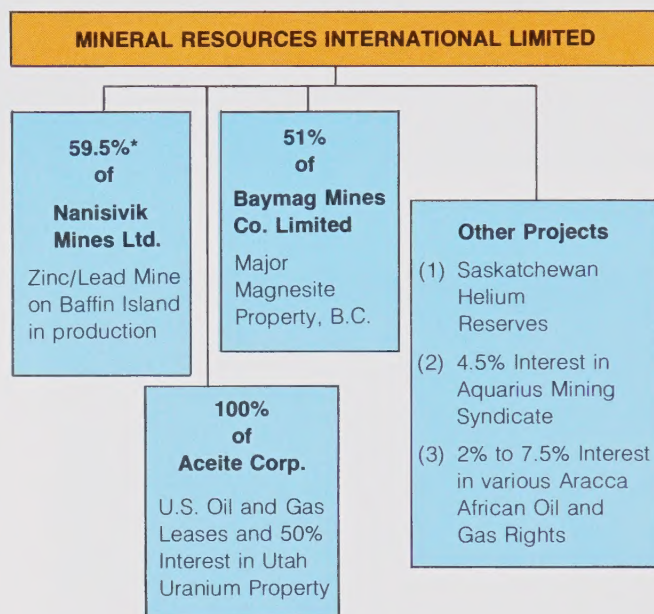 MINERAL RESOURCES INTERNATIONAL LIMITED
59.5%*
of
Nanisivik
Mines Ltd.
Zinc/Lead Mine
on Baffin Island
in production
100%
of
Aceite Corp.
U.S. Oil and Gas
Leases and 50%
Interest in Utah
Uranium Property
51%
of
Baymag Mines
Co. Limited
Major
Magnesite
Property, B.C.
Other Projects
(1) Saskatchewan
Helium
Reserves
(2) 4.5% Interest in
Aquarius Mining
Syndicate
(3) 2% to 7.5% Interest
in various Aracca
African Oil and
Gas Rights